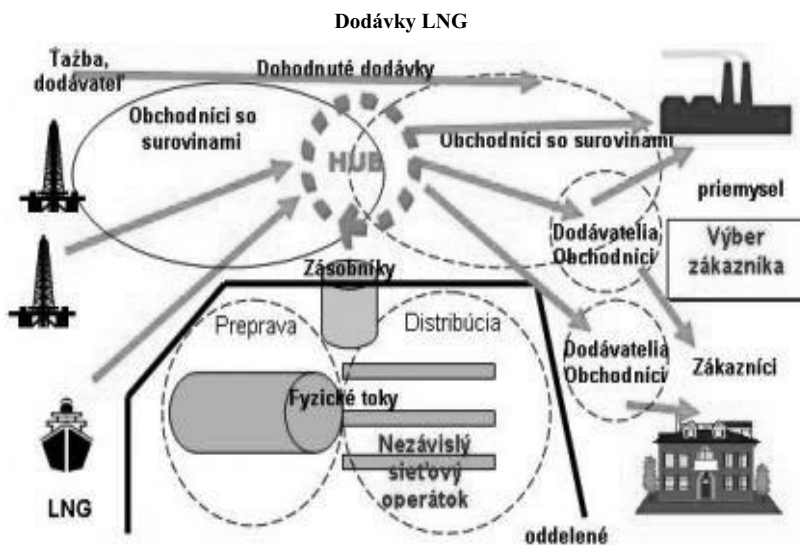 Dodávky LNG
Ťažba,
dodávateľ
Dohodnuté dodávky
Obchodníci so
surovinami
HUB
Obchodníci so surovinami
priemysel
Dodávatelia
Obchodníci
Výber
zákazníka
Zásobníky
Preprava
Distribúcia
Dodávatelia
Obchodníci
Zákazníci
Fyzické toky
Nezávislý
sieťový
operátok
LNG
oddelené